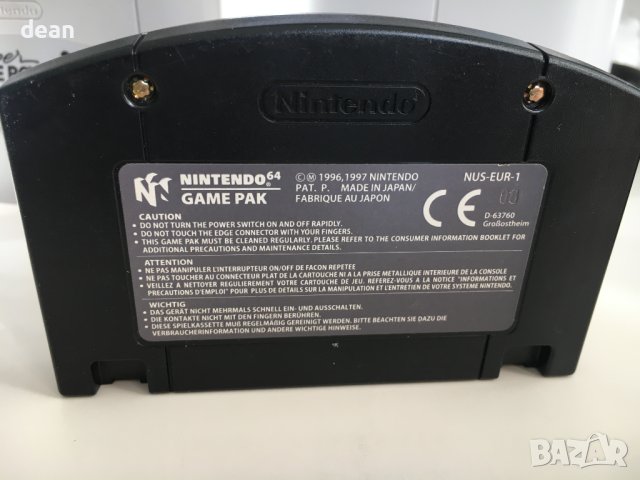 dean
Nintendo
NINTENDO 64
GAME PAK
©Ⓜ 1996,1997 NINTENDO
PAT. P. MADE IN JAPAN/
FABRIQUE AU JAPON
NUS-EUR-1
CE
D-63760
Großostheim
CAUTION
• DO NOT TURN THE POWER SWITCH ON AND OFF RAPIDLY.
• DO NOT TOUCH THE EDGE CONNECTOR WITH YOUR FINGERS.
• THIS GAME PAK MUST BE CLEANED REGULARLY. PLEASE REFER TO THE CONSUMER INFORMATION BOOKLET FOR
ADDITIONAL PRECAUTIONS AND MAINTENANCE DETAILS.
ATTENTION
• NE PAS MANIPULER L'INTERRUPTEUR ON/OFF DE FACON REPETEE
• NE PAS TOUCHER AU CONNECTEUR PLAT DE LA CARTOUCHE NI A LA PRISE METALLIQUE INTERIEURE DE LA CONSOLE
• VEILLEZ A NETTOYER REGULIEREMENT VOTRE CARTOUCHE DE JEU. REFEREZ-VOUS A LA NOTICE "INFORMATIONS ET
PRECAUTIONS D'EMPLOI" POUR PLUS DE DETAILS SUR LA MANIPULATION ET L'ENTRETIEN DE VOTRE SYSTEME NINTENDO.
WICHTIG
• DAS GERÄT NICHT MEHRMALS SCHNELL EIN- UND AUSSCHALTEN.
• DIE KONTAKTE NICHT MIT DEN FINGERN BERÜHREN.
• DIESE SPIELKASSETTE MUß REGELMÄßIG GEREINIGT WERDEN. BITTE BEACHTEN SIE DAZU DIE
VERBRAUCHERINFORMATION UND ANDERE WICHTIGE HINWEISE.
BAZAR